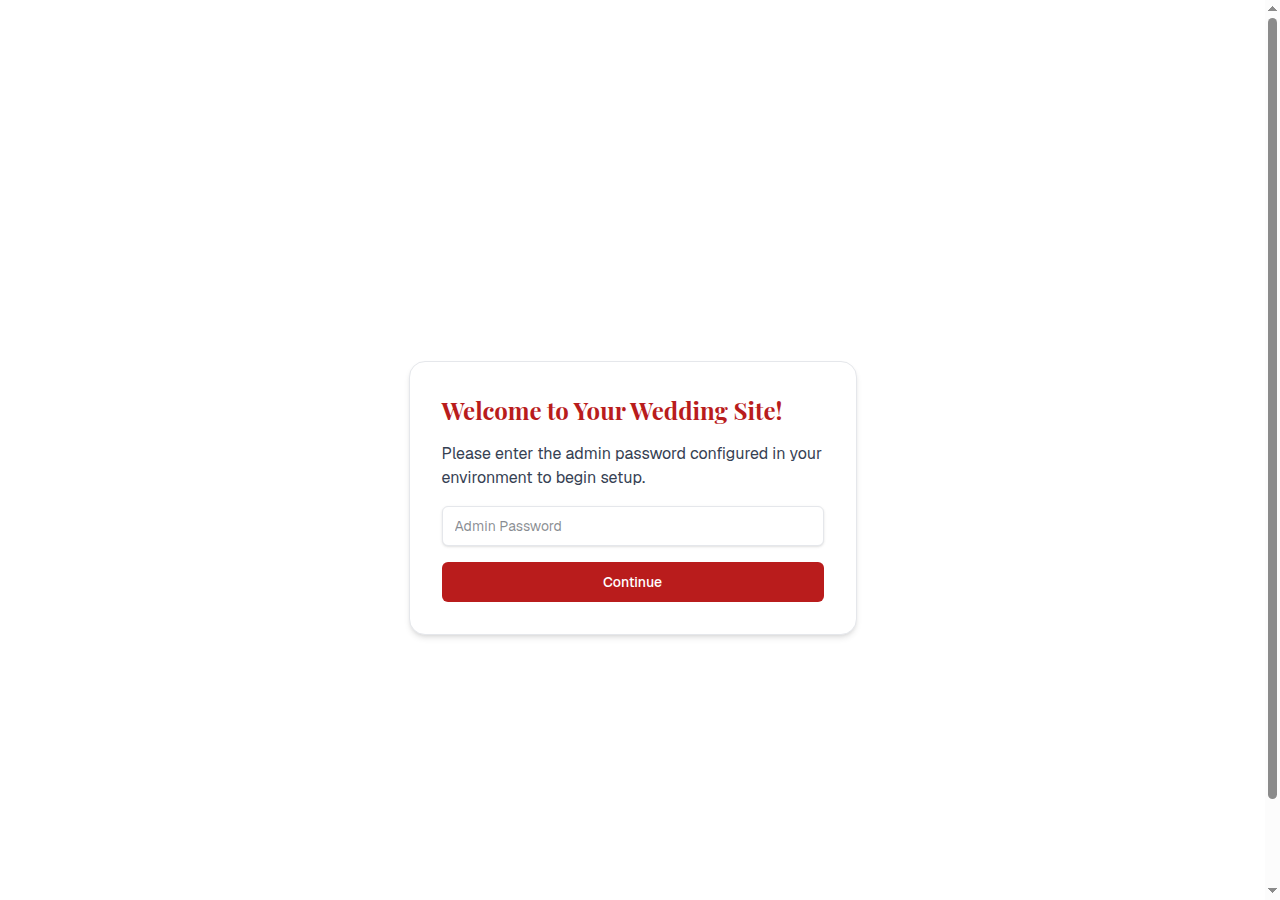 Welcome to Your Wedding Site!
Please enter the admin password configured in your
environment to begin setup.
Admin Password
Continue